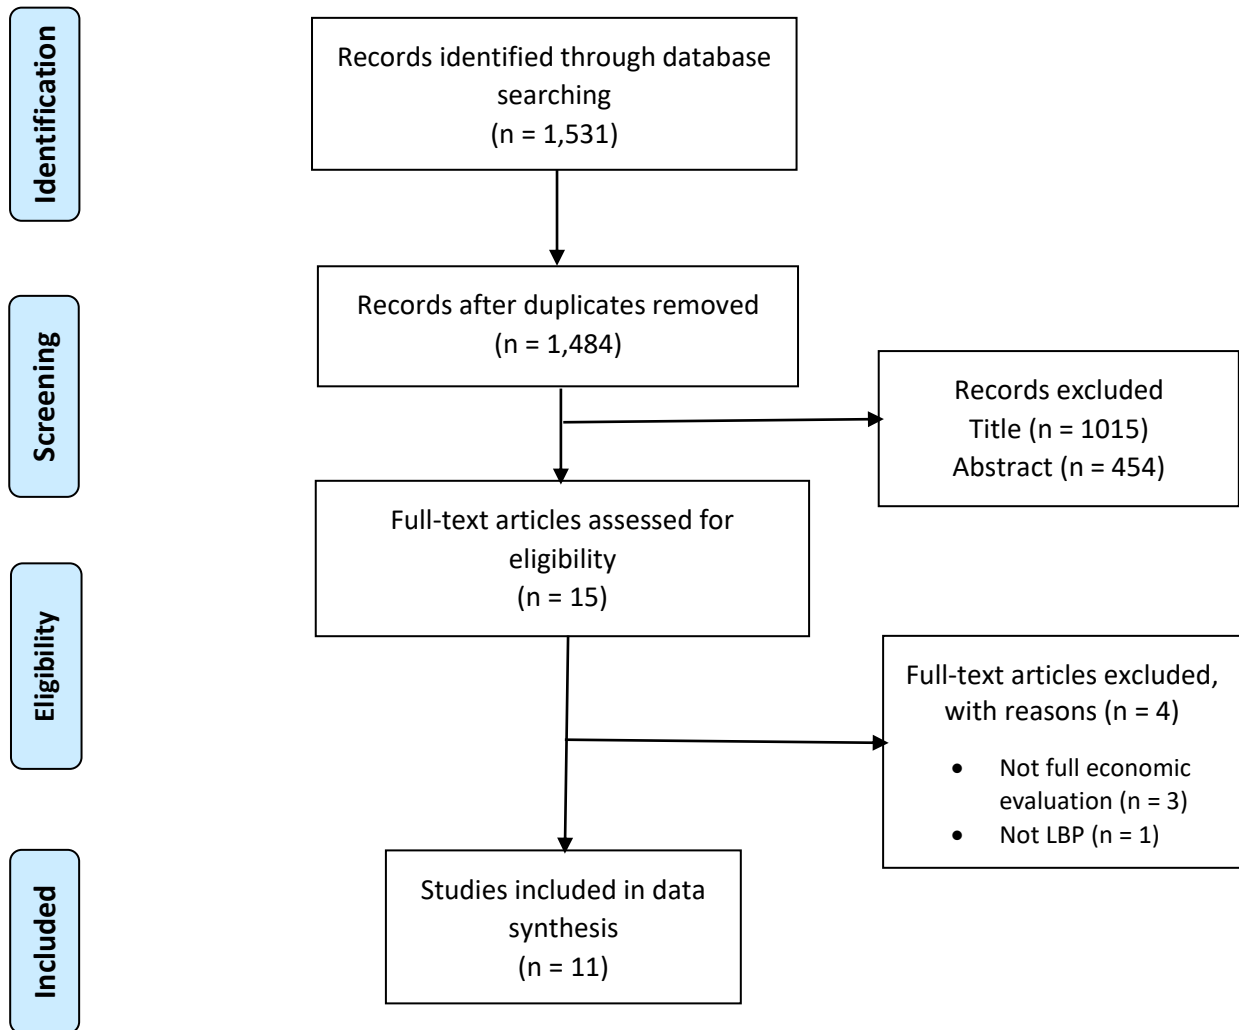 Identification
Records identified through database
searching
(n = 1,531)
Screening
Records after duplicates removed
(n = 1,484)
Records excluded
Title (n = 1015)
Abstract (n = 454)
Eligibility
Full-text articles assessed for
eligibility
(n = 15)
Full-text articles excluded,
with reasons (n = 4)
• Not full economic
evaluation (n = 3)
• Not LBP (n = 1)
Included
Studies included in data
synthesis
(n = 11)